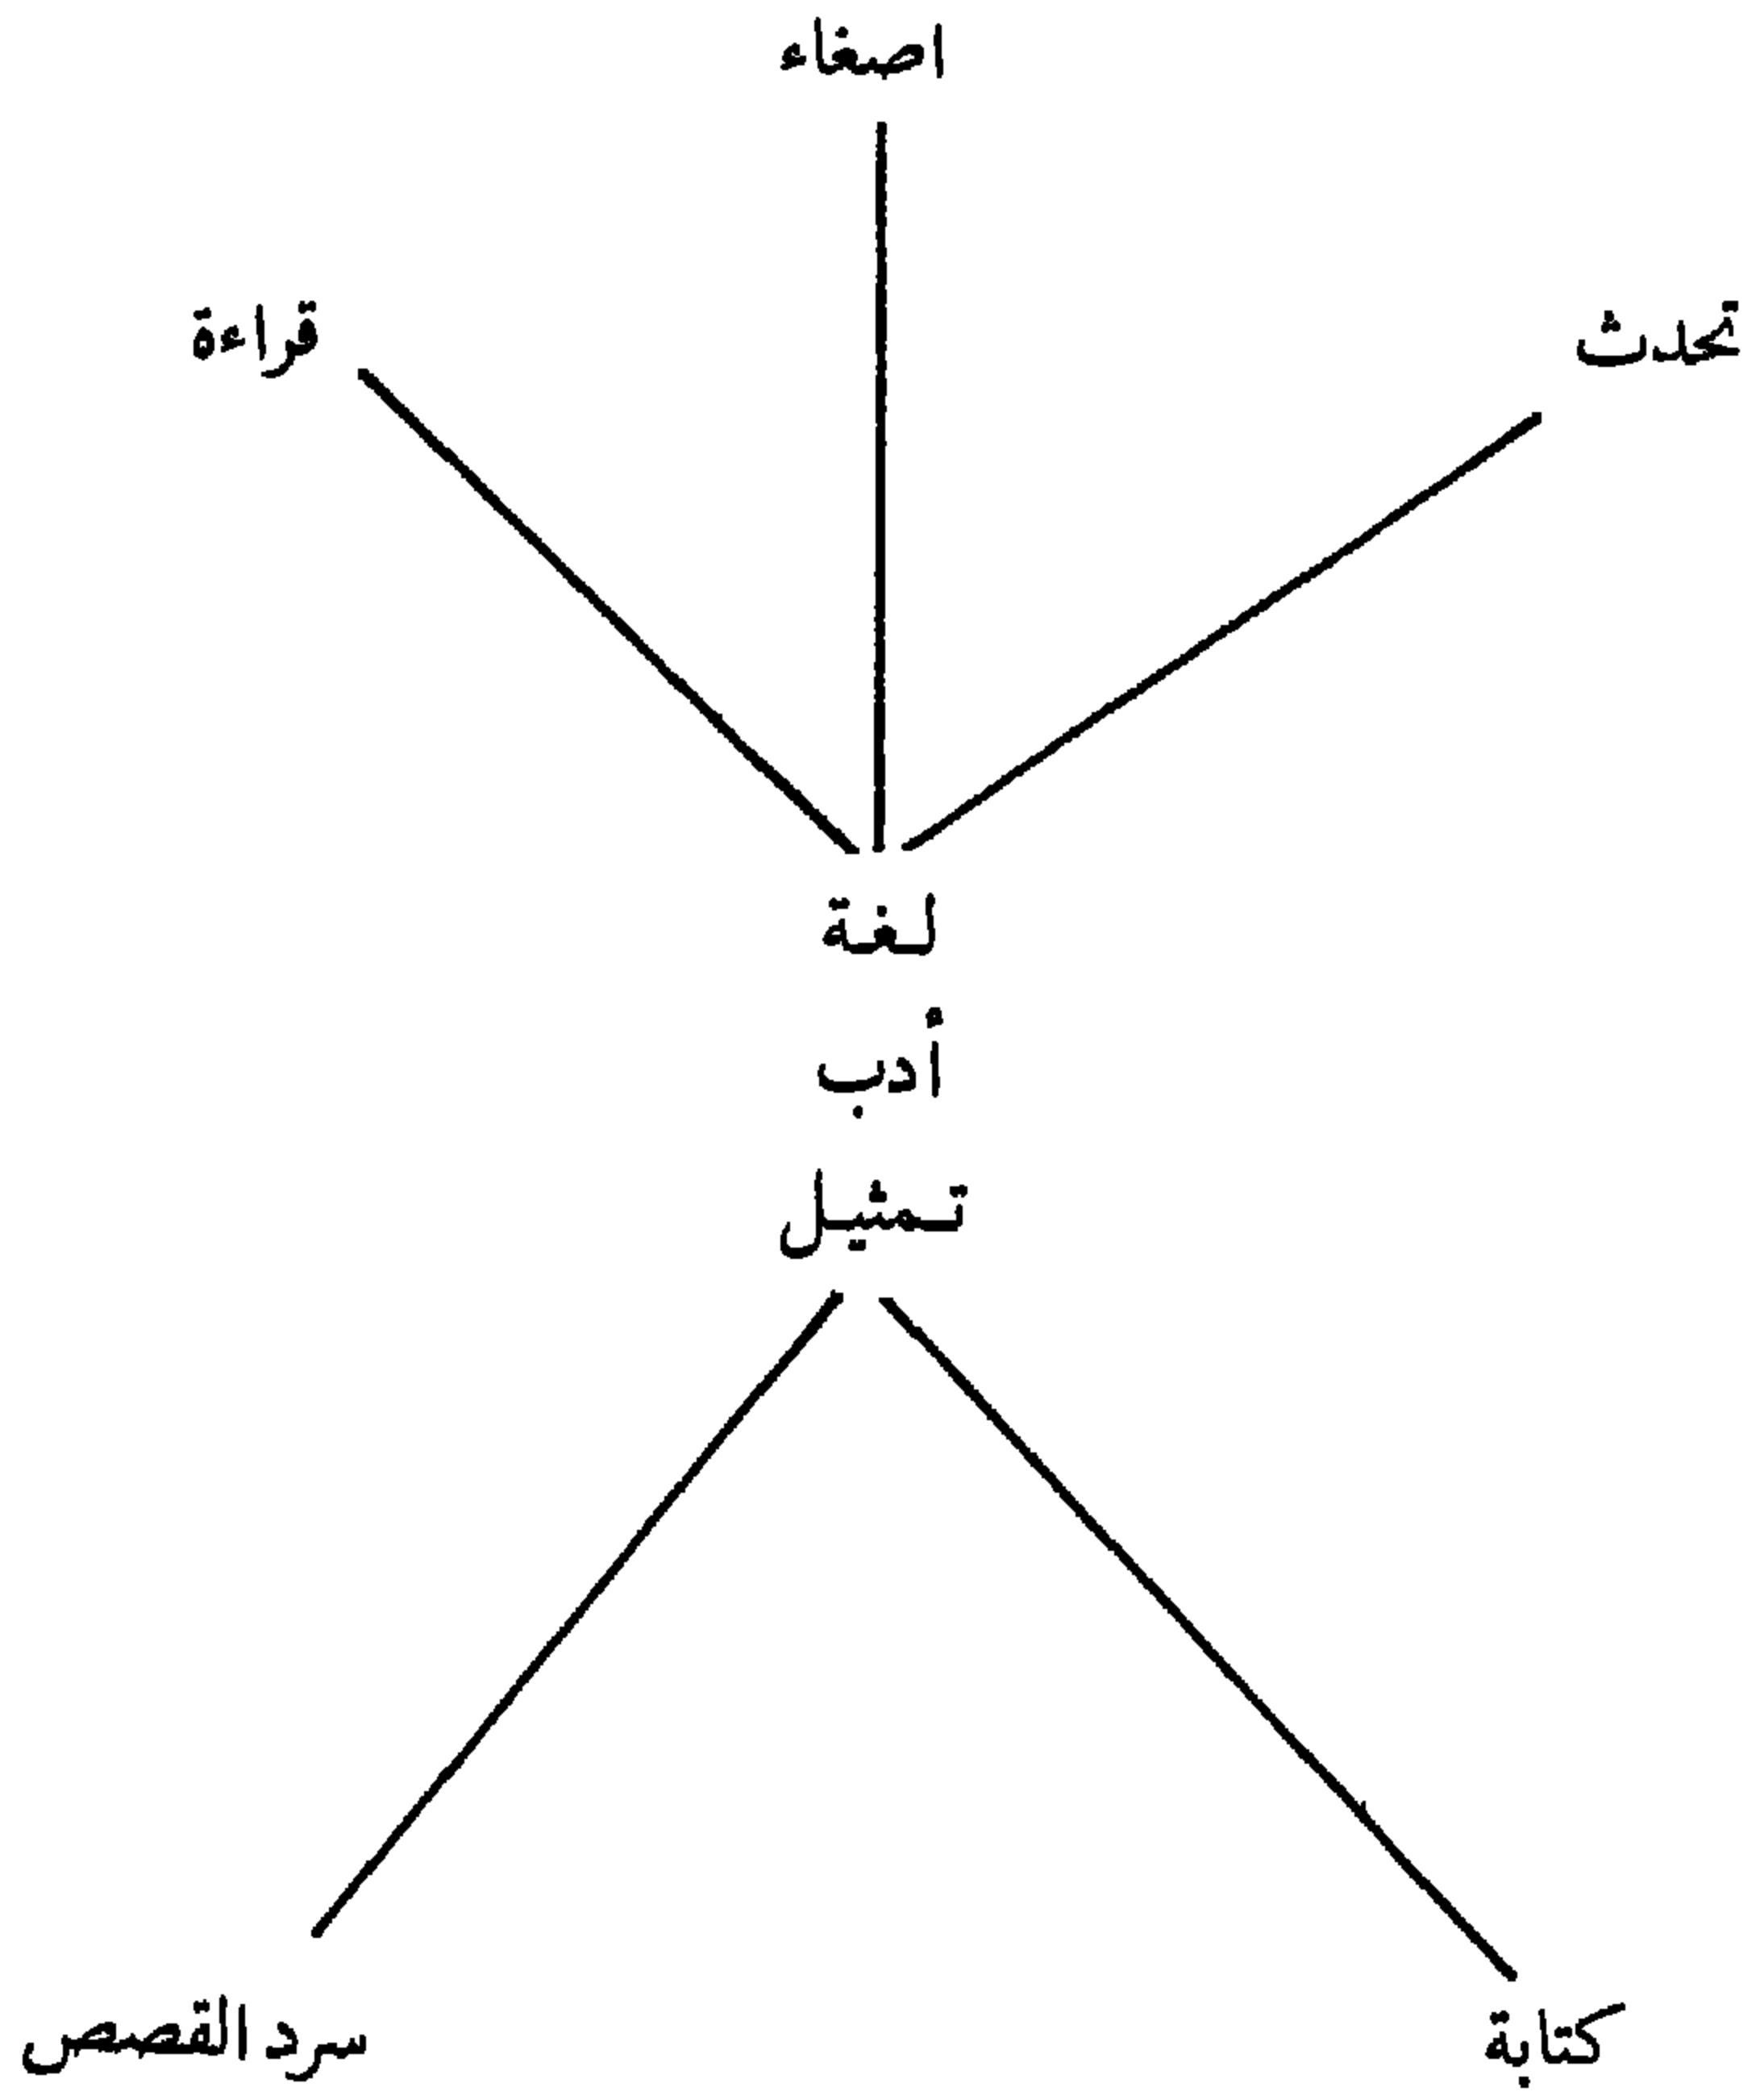 اصغاء
تحدث
قراءة
لغة
أدب
تمثيل
كتابة
سرد القصص